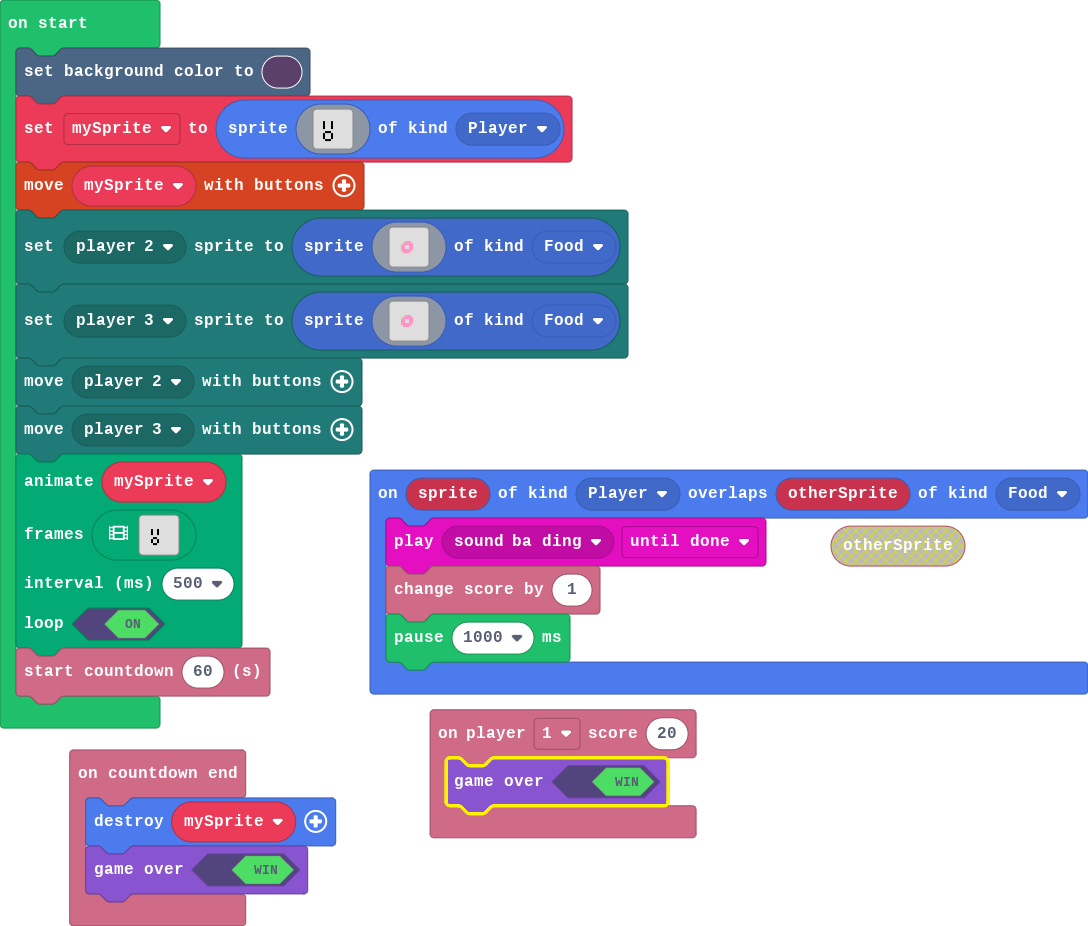 on start
set background color to
set mySprite to sprite of kind Player
move mySprite with buttons
set player 2 sprite to sprite of kind Food
set player 3 sprite to sprite of kind Food
move player 2 with buttons
move player 3 with buttons
animate mySprite
frames
interval (ms) 500
loop ON
start countdown 60 (s)
on sprite of kind Player overlaps otherSprite of kind Food
play sound ba ding until done
otherSprite
change score by 1
pause 1000 ms
on player 1 score 20
game over WIN
on countdown end
destroy mySprite
game over WIN